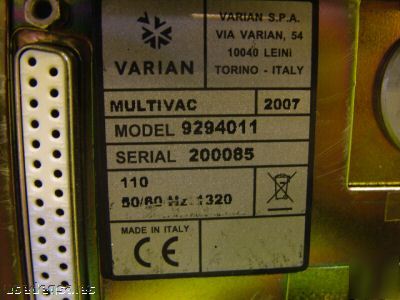 VARIAN
VARIAN S.P.A.
VIA VARIAN, 54
10040 LEINI
TORINO - ITALY
MULTIVAC 2007
MODEL 9294011
SERIAL 200085
110
50/60 Hz. 1320
MADE IN ITALY
CE